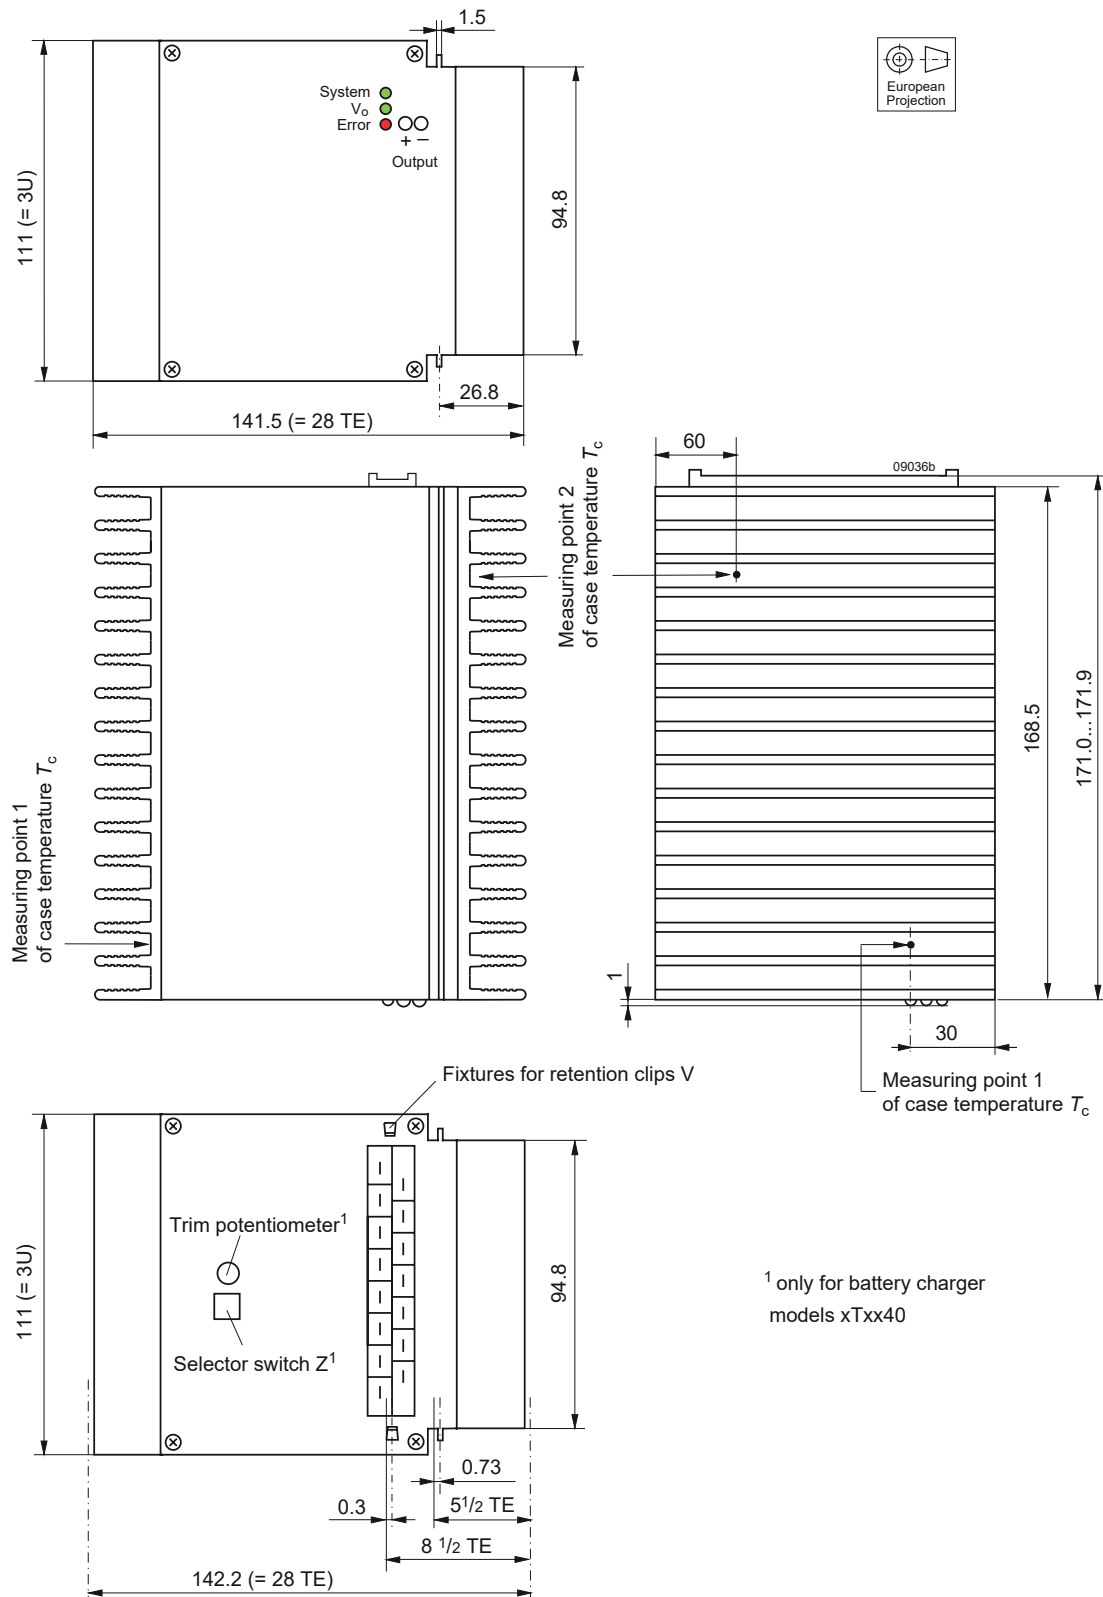 1.5
European
Projection
System
Vo
Error
+ –
Output
111 (= 3U)
94.8
26.8
141.5 (= 28 TE)
60
09036b
Measuring point 2
of case temperature Tc
168.5
171.0...171.9
Measuring point 1
of case temperature Tc
1
30
Measuring point 1
of case temperature Tc
Fixtures for retention clips V
Trim potentiometer1
111 (= 3U)
94.8
Selector switch Z1
1 only for battery charger
models xTxx40
0.73
0.3
51/2 TE
8 1/2 TE
142.2 (= 28 TE)